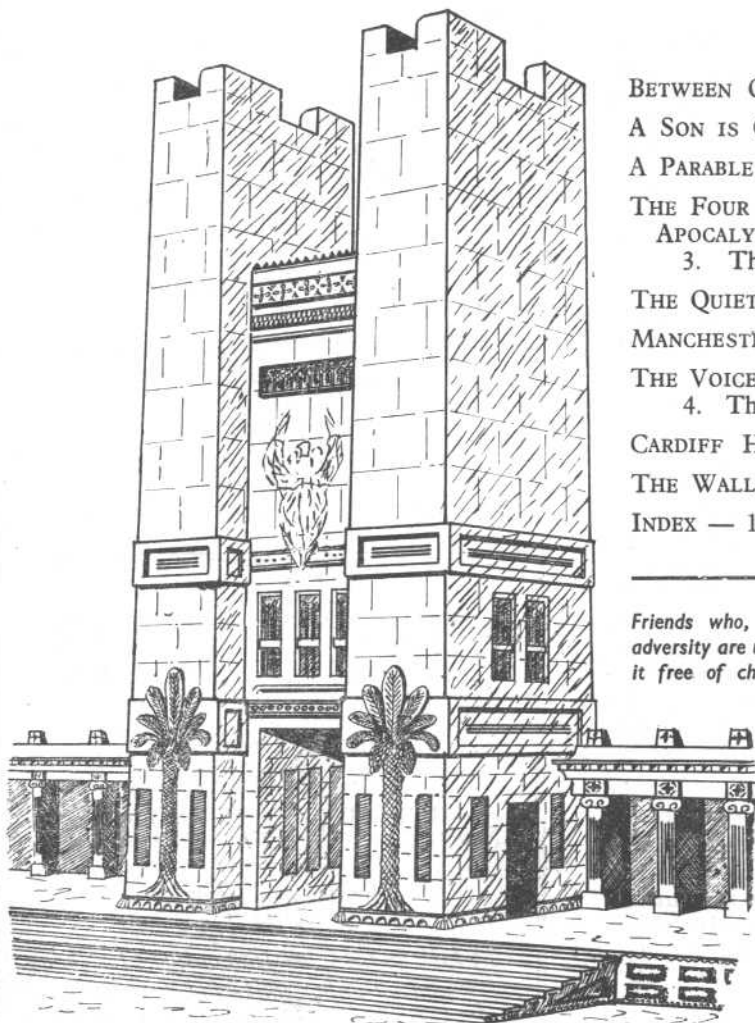 BETWEEN
A SON IS
A PARABLE
THE FOUR
APOCALY
3. Th
THE QUIET
MANCHEST
THE VOICE
4. Th
CARDIFF H
THE WALL
INDEX — 1
Friends who,
adversity are
it free of ch